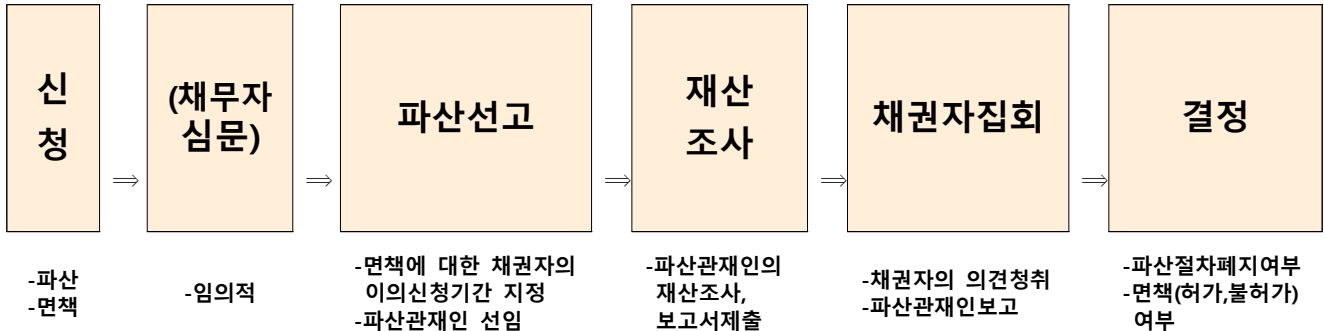 신
청
(채무자
심문)
파산선고
재산
조사
채권자집회
결정
⇒
⇒
⇒
⇒
⇒
-파산
-면책
-임의적
-면책에 대한 채권자의
이의신청기간 지정
-파산관재인 선임
-파산관재인의
재산조사,
보고서제출
-채권자의 의견청취
-파산관재인보고
-파산절차폐지여부
-면책(허가,불허가)
여부